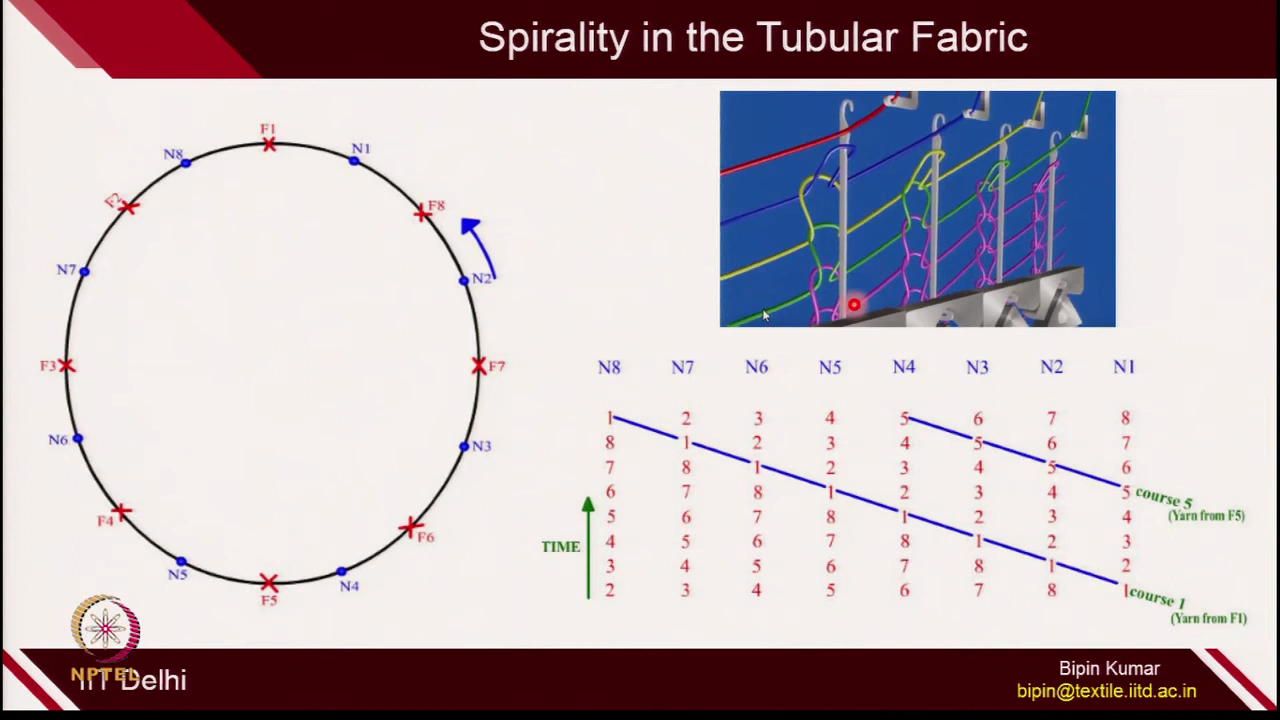 Spirality in the Tubular Fabric
F1
N8
N1
F2
F8
N7
N2
F3
F7
N6
N3
F4
F6
N5
N4
F5
N8 N7 N6 N5 N4 N3 N2 N1
1 2 3 4 5 6 7 8
8 1 2 3 4 5 6 7
7 8 1 2 3 4 5 6
6 7 8 1 2 3 4 5 course 5
(Yarn from F5)
5 6 7 8 1 2 3 4
TIME
4 5 6 7 8 1 2 3
3 4 5 6 7 8 1 2
2 3 4 5 6 7 8 1 course 1
(Yarn from F1)
NPTEL
IIT Delhi
Bipin Kumar
bipin@textile.iitd.ac.in